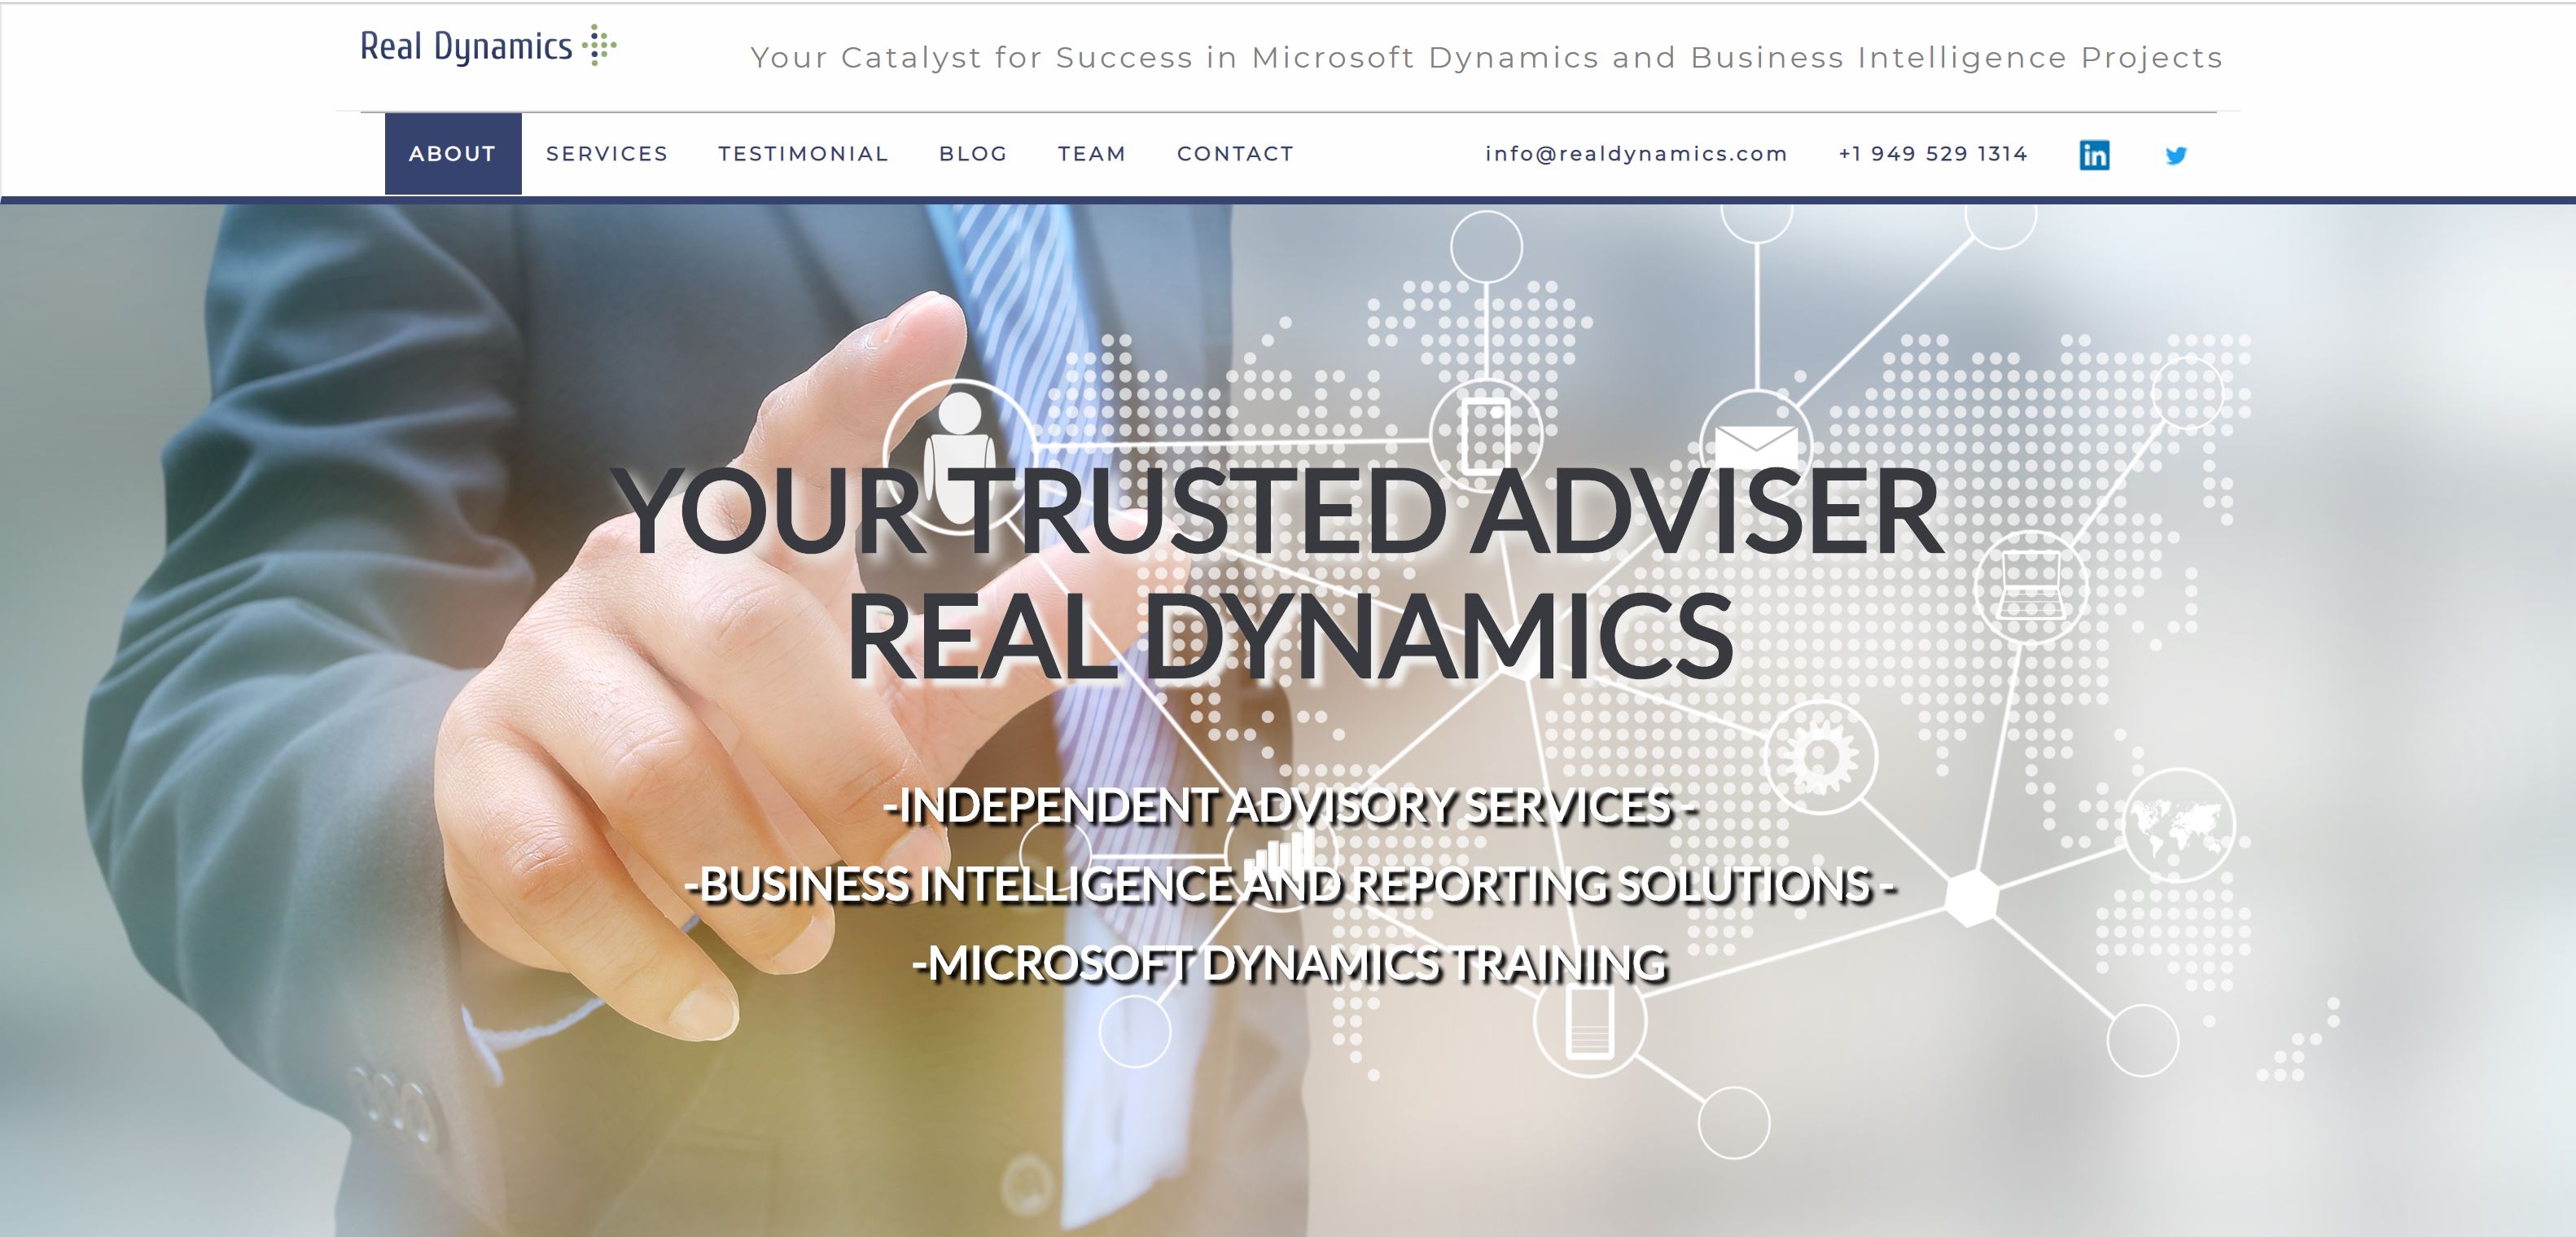 Real Dynamics
Your Catalyst for Success in Microsoft Dynamics and Business Intelligence Projects
ABOUT SERVICES TESTIMONIAL BLOG TEAM CONTACT info@realdynamics.com +1 949 529 1314 in
YOUR TRUSTED ADVISER
REAL DYNAMICS
-INDEPENDENT ADVISORY SERVICES -
-BUSINESS INTELLIGENCE AND REPORTING SOLUTIONS -
-MICROSOFT DYNAMICS TRAINING